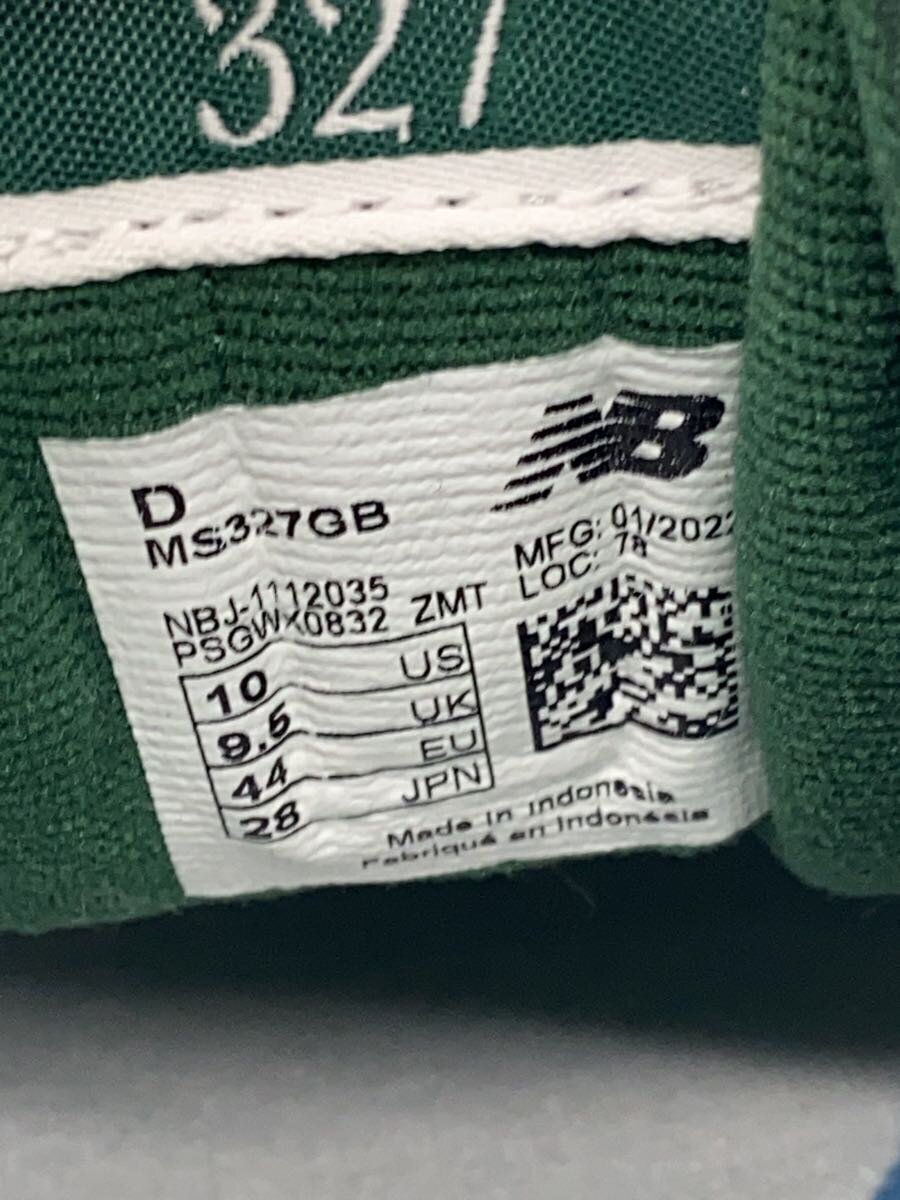 327
NB
D
MS327GB
MFG: 01/2022
LOC: 78
NBJ-1112035
PSGWX0832 ZMT
10 US
9.5 UK
44 EU
28 JPN
Made in Indonesia
Fabriqué en Indonésie